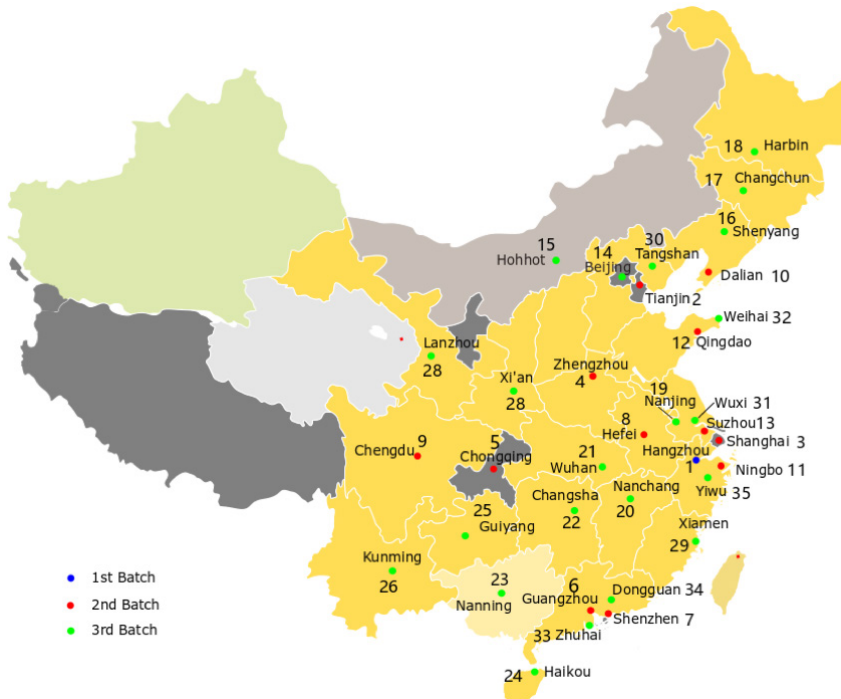 18 Harbin
17 Changchun
16
Shenyang
30
15
14
Tangshan
Hohhot
Beijing
Dalian 10
Tianjin 2
Weihai 32
12 Qingdao
Lanzhou
28
Zhengzhou
4
Xi'an
28
19
Nanjing
Wuxi 31
8
Suzhou 13
Hefei
Shanghai 3
9
Chengdu
5
Chongqing
21
Wuhan
Hangzhou
1
Ningbo 11
Yiwu 35
Changsha
22
Nanchang
20
25
Guiyang
Xiamen
29
Kunming
26
23
Nanning
6
Guangzhou
Dongguan 34
Shenzhen 7
33 Zhuhai
24 Haikou
1st Batch
2nd Batch
3rd Batch